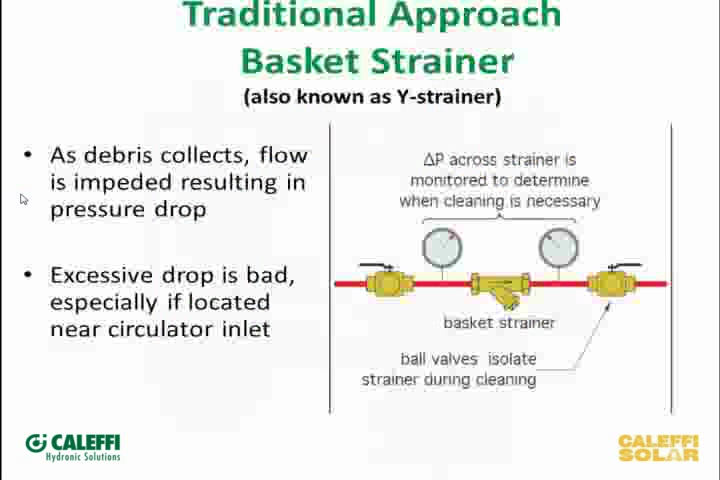 Traditional Approach
Basket Strainer
(also known as Y-strainer)
• As debris collects, flow
is impeded resulting in
pressure drop
• Excessive drop is bad,
especially if located
near circulator inlet
ΔP across strainer is
monitored to determine
when cleaning is necessary
basket strainer
ball valves isolate
strainer during cleaning
CALEFFI
Hydronic Solutions
CALEFFI
SOLAR